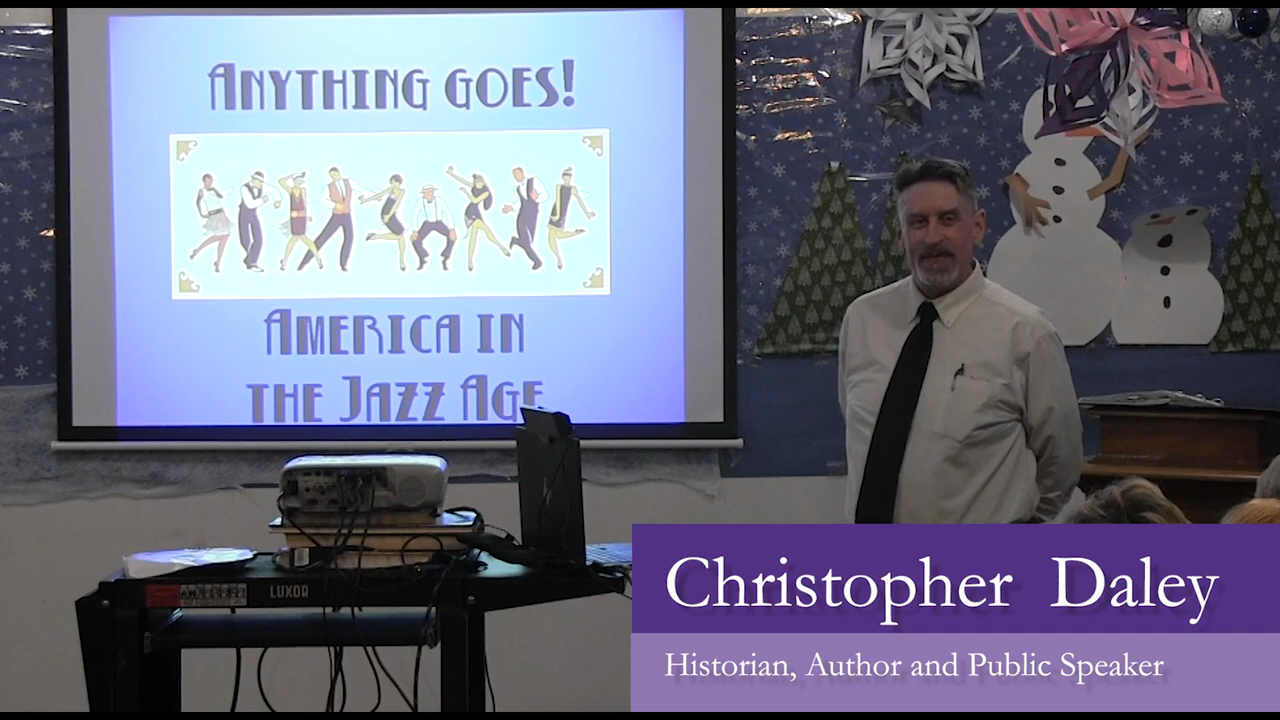 ANYTHING GOES!
AMERICA IN
THE JAZZ AGE
LUXOR
Christopher Daley
Historian, Author and Public Speaker